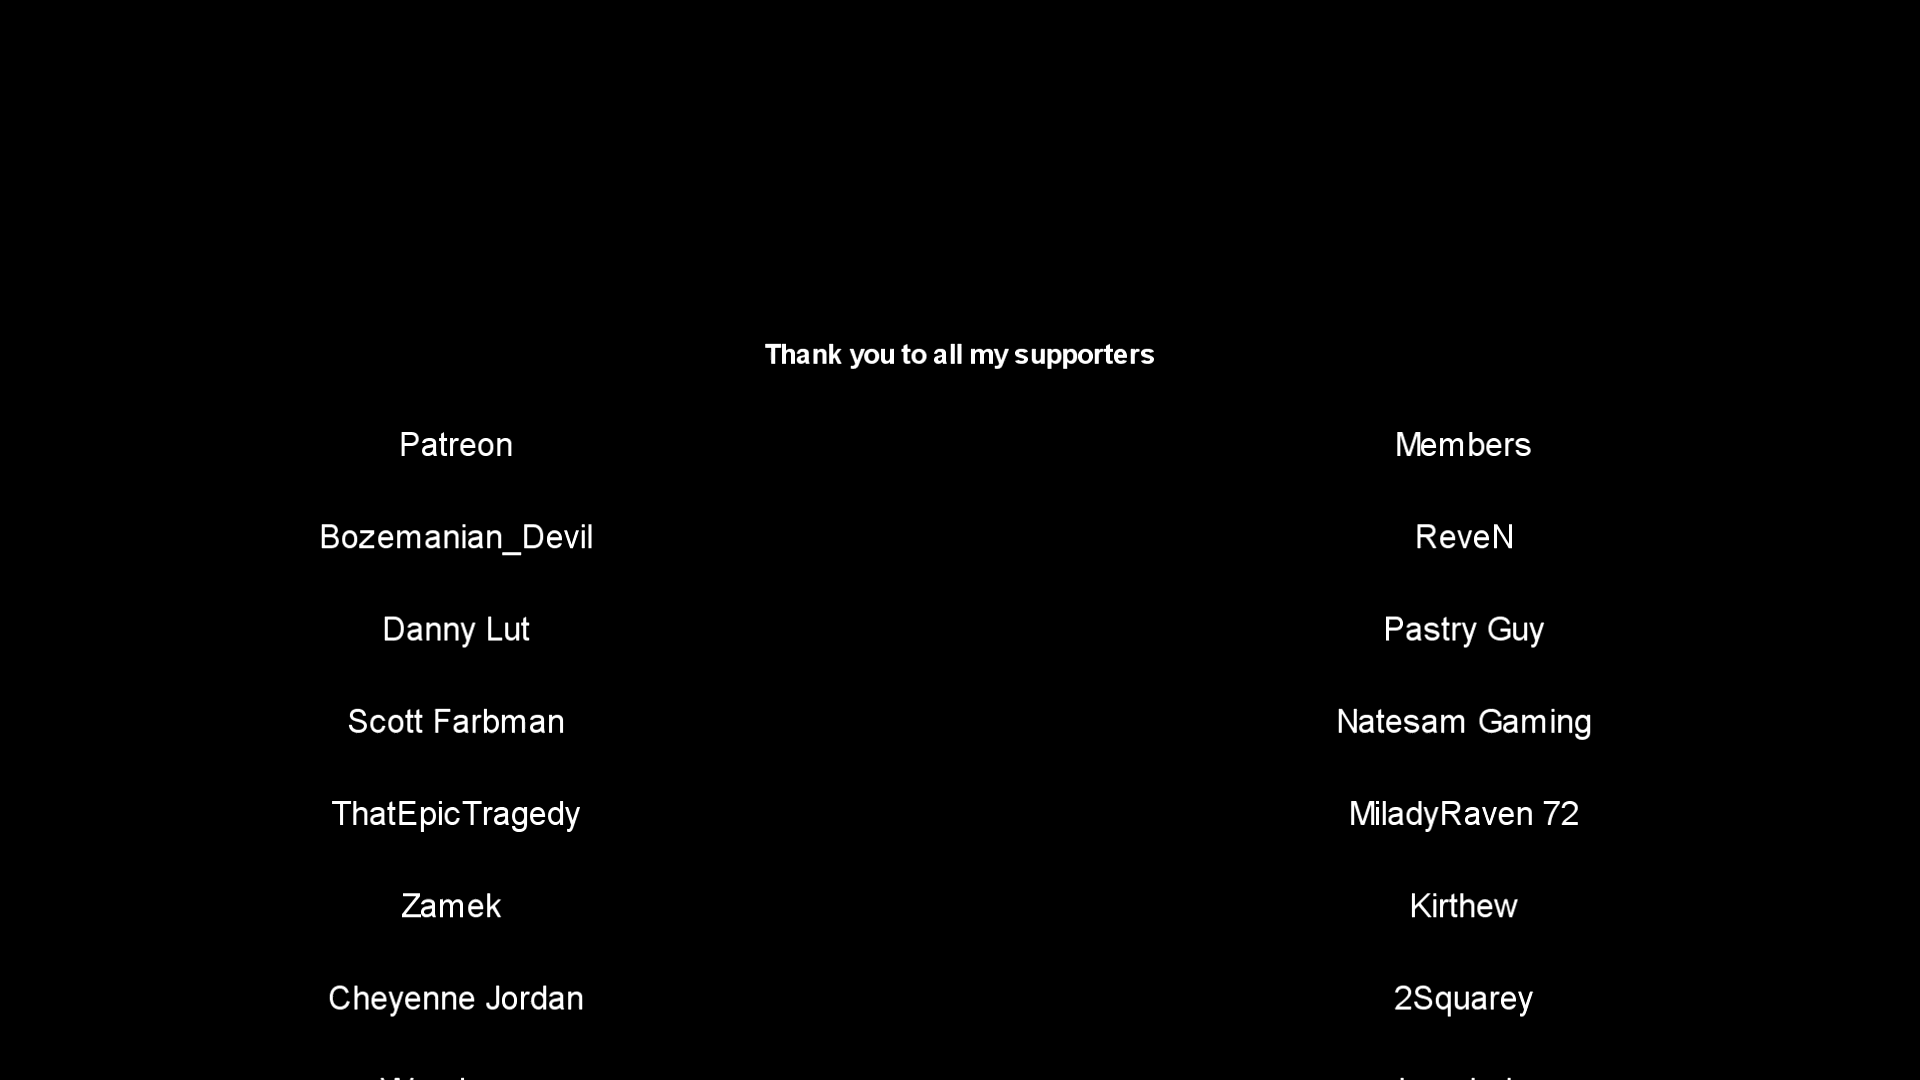 Thank you to all my supporters
Patreon Members
Bozemanian_Devil ReveN
Danny Lut Pastry Guy
Scott Farbman Natesam Gaming
ThatEpicTragedy MiladyRaven 72
Zamek Kirthew
Cheyenne Jordan 2Squarey